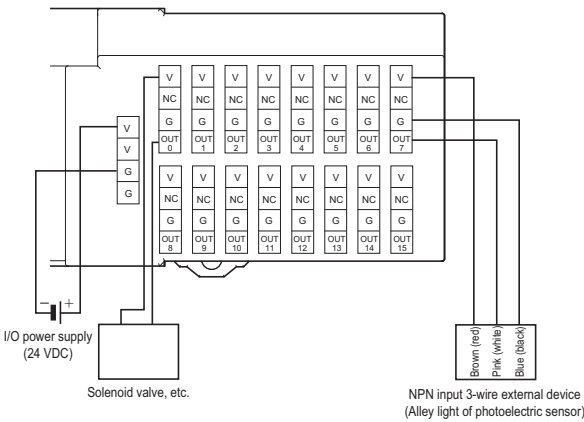 V V V V V V V V
NC NC NC NC NC NC NC NC
G G G G G G G G
OUT 0 OUT 1 OUT 2 OUT 3 OUT 4 OUT 5 OUT 6 OUT 7
V
V
G
G
V V V V V V V V
NC NC NC NC NC NC NC NC
G G G G G G G G
OUT 8 OUT 9 OUT 10 OUT 11 OUT 12 OUT 13 OUT 14 OUT 15
− +
I/O power supply
(24 VDC)
Solenoid valve, etc.
Brown (red)
Pink (white)
Blue (black)
NPN input 3-wire external device
(Alley light of photoelectric sensor)